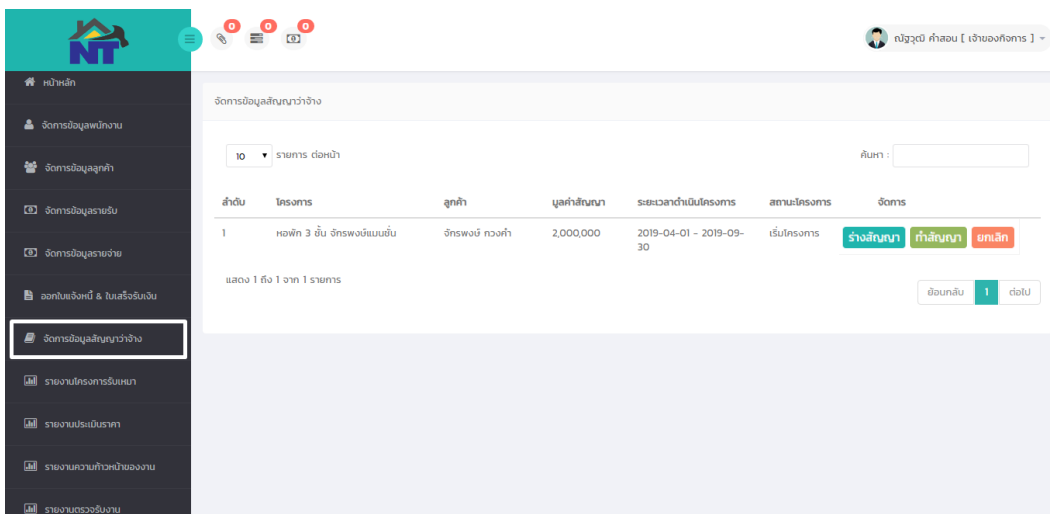 NT
0 0 0
ณัฐวุฒิ คำสอน [ เจ้าของกิจการ ]
หน้าหลัก
จัดการข้อมูลพนักงาน
จัดการข้อมูลลูกค้า
จัดการข้อมูลรายรับ
จัดการข้อมูลรายจ่าย
ออกใบแจ้งหนี้ & ใบเสร็จรับเงิน
จัดการข้อมูลสัญญาว่าจ้าง
รายงานโครงการรับเหมา
รายงานประเมินราคา
รายงานความก้าวหน้าของงาน
รายงานตรวจรับงาน
จัดการข้อมูลสัญญาว่าจ้าง
10 รายการ ต่อหน้า
ค้นหา :
ลำดับ โครงการ ลูกค้า มูลค่าสัญญา ระยะเวลาดำเนินโครงการ สถานะโครงการ จัดการ
1 หอพัก 3 ชั้น จักรพงษ์แมนชั่น จักรพงษ์ ทวงคำ 2,000,000 2019-04-01 - 2019-09- เริ่มโครงการ ร่างสัญญา ทำสัญญา ยกเลิก
30
แสดง 1 ถึง 1 จาก 1 รายการ
ย้อนกลับ 1 ต่อไป